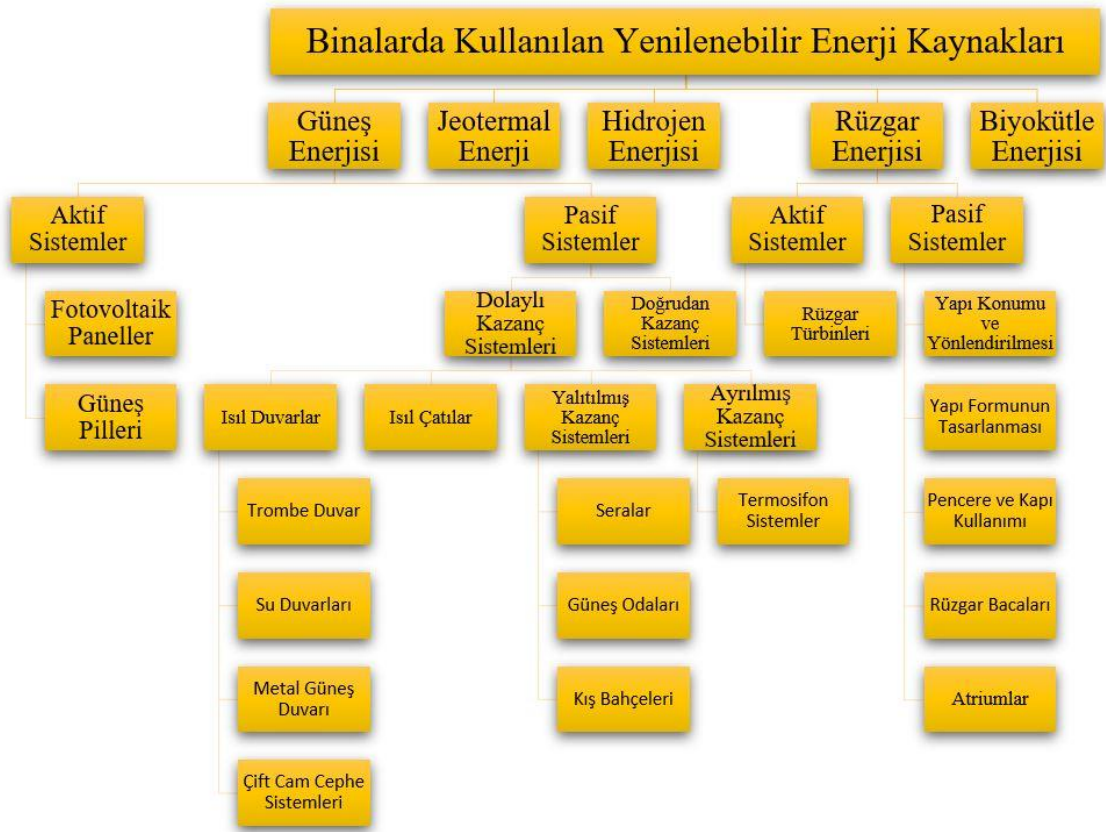 Binalarda Kullanılan Yenilenebilir Enerji Kaynakları
Güneş
Enerjisi
Jeotermal
Enerji
Hidrojen
Enerjisi
Rüzgar
Enerjisi
Biyokütle
Enerjisi
Aktif
Sistemler
Pasif
Sistemler
Aktif
Sistemler
Pasif
Sistemler
Fotovoltaik
Paneller
Dolaylı
Kazanç
Sistemleri
Doğrudan
Kazanç
Sistemleri
Rüzgar
Türbinleri
Yapı Konumu
ve
Yönlendirilmesi
Güneş
Pilleri
Isıl Duvarlar
Isıl Çatılar
Yalıtılmış
Kazanç
Sistemleri
Ayrılmış
Kazanç
Sistemleri
Yapı Formunun
Tasarlanması
Trombe Duvar
Seralar
Termosifon
Sistemler
Pencere ve Kapı
Kullanımı
Su Duvarları
Güneş Odaları
Rüzgar Bacaları
Metal Güneş
Duvarı
Kış Bahçeleri
Atriumlar
Çift Cam Cephe
Sistemleri